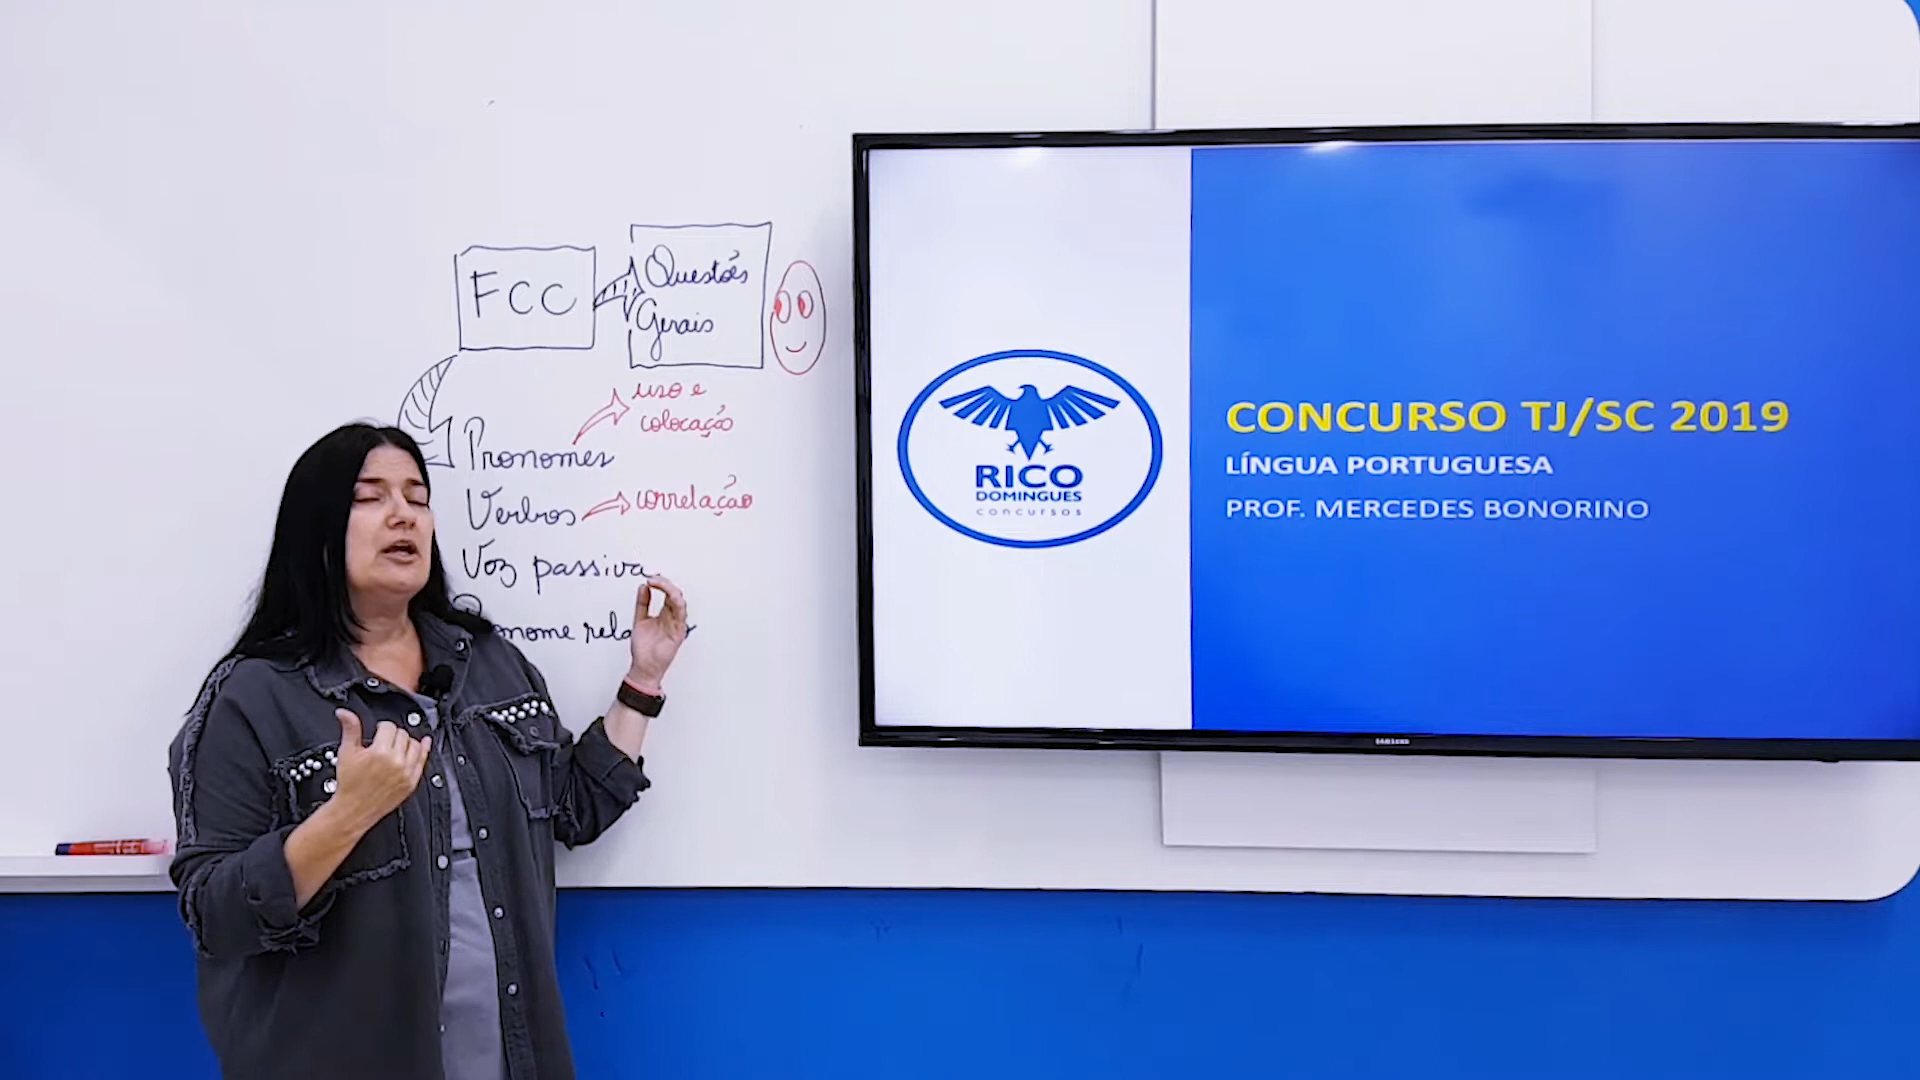 FCC
Questões
Gerais
uso e
colocação
Pronomes
Verbos
correlação
Voz passiva
RICO
DOMINGUES
concursos
CONCURSO TJ/SC 2019
LÍNGUA PORTUGUESA
PROF. MERCEDES BONORINO
SAMSUNG